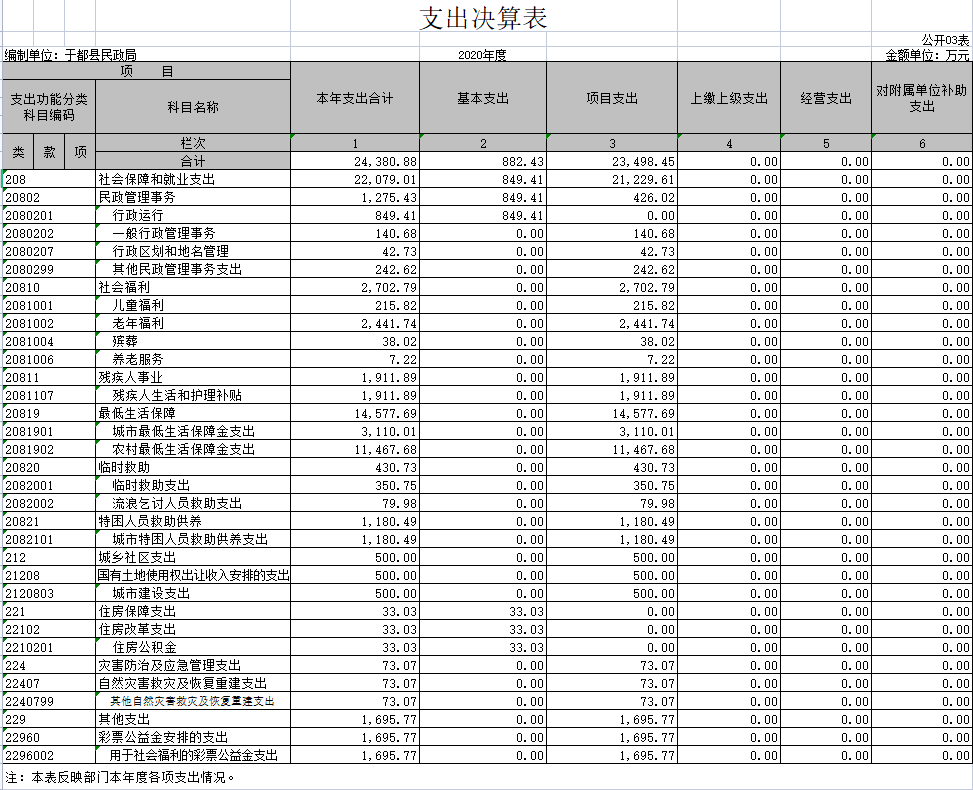 支出决算表
公开03表
编制单位：于都县民政局 2020年度 金额单位：万元
项 目 本年支出合计 基本支出 项目支出 上缴上级支出 经营支出 对附属单位补助支出
支出功能分类科目编码 科目名称
类 款 项 栏次 1 2 3 4 5 6
合计 24,380.88 882.43 23,498.45 0.00 0.00 0.00
208 社会保障和就业支出 22,079.01 849.41 21,229.61 0.00 0.00 0.00
20802 民政管理事务 1,275.43 849.41 426.02 0.00 0.00 0.00
2080201 行政运行 849.41 849.41 0.00 0.00 0.00 0.00
2080202 一般行政管理事务 140.68 0.00 140.68 0.00 0.00 0.00
2080207 行政区划和地名管理 42.73 0.00 42.73 0.00 0.00 0.00
2080299 其他民政管理事务支出 242.62 0.00 242.62 0.00 0.00 0.00
20810 社会福利 2,702.79 0.00 2,702.79 0.00 0.00 0.00
2081001 儿童福利 215.82 0.00 215.82 0.00 0.00 0.00
2081002 老年福利 2,441.74 0.00 2,441.74 0.00 0.00 0.00
2081004 殡葬 38.02 0.00 38.02 0.00 0.00 0.00
2081006 养老服务 7.22 0.00 7.22 0.00 0.00 0.00
20811 残疾人事业 1,911.89 0.00 1,911.89 0.00 0.00 0.00
2081107 残疾人生活和护理补贴 1,911.89 0.00 1,911.89 0.00 0.00 0.00
20819 最低生活保障 14,577.69 0.00 14,577.69 0.00 0.00 0.00
2081901 城市最低生活保障金支出 3,110.01 0.00 3,110.01 0.00 0.00 0.00
2081902 农村最低生活保障金支出 11,467.68 0.00 11,467.68 0.00 0.00 0.00
20820 临时救助 430.73 0.00 430.73 0.00 0.00 0.00
2082001 临时救助支出 350.75 0.00 350.75 0.00 0.00 0.00
2082002 流浪乞讨人员救助支出 79.98 0.00 79.98 0.00 0.00 0.00
20821 特困人员救助供养 1,180.49 0.00 1,180.49 0.00 0.00 0.00
2082101 城市特困人员救助供养支出 1,180.49 0.00 1,180.49 0.00 0.00 0.00
212 城乡社区支出 500.00 0.00 500.00 0.00 0.00 0.00
21208 国有土地使用权出让收入安排的支出 500.00 0.00 500.00 0.00 0.00 0.00
2120803 城市建设支出 500.00 0.00 500.00 0.00 0.00 0.00
221 住房保障支出 33.03 33.03 0.00 0.00 0.00 0.00
22102 住房改革支出 33.03 33.03 0.00 0.00 0.00 0.00
2210201 住房公积金 33.03 33.03 0.00 0.00 0.00 0.00
224 灾害防治及应急管理支出 73.07 0.00 73.07 0.00 0.00 0.00
22407 自然灾害救灾及恢复重建支出 73.07 0.00 73.07 0.00 0.00 0.00
2240799 其他自然灾害救灾及恢复重建支出 73.07 0.00 73.07 0.00 0.00 0.00
229 其他支出 1,695.77 0.00 1,695.77 0.00 0.00 0.00
22960 彩票公益金安排的支出 1,695.77 0.00 1,695.77 0.00 0.00 0.00
2296002 用于社会福利的彩票公益金支出 1,695.77 0.00 1,695.77 0.00 0.00 0.00
注：本表反映部门本年度各项支出情况。